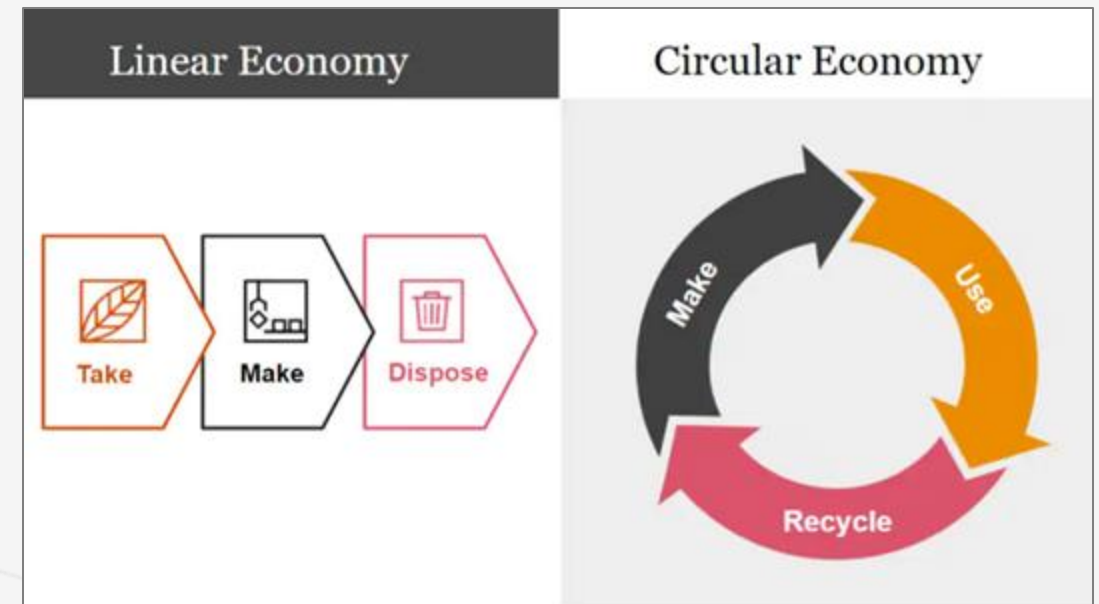 Linear Economy
Circular Economy
Take
Make
Dispose
Make
Use
Recycle